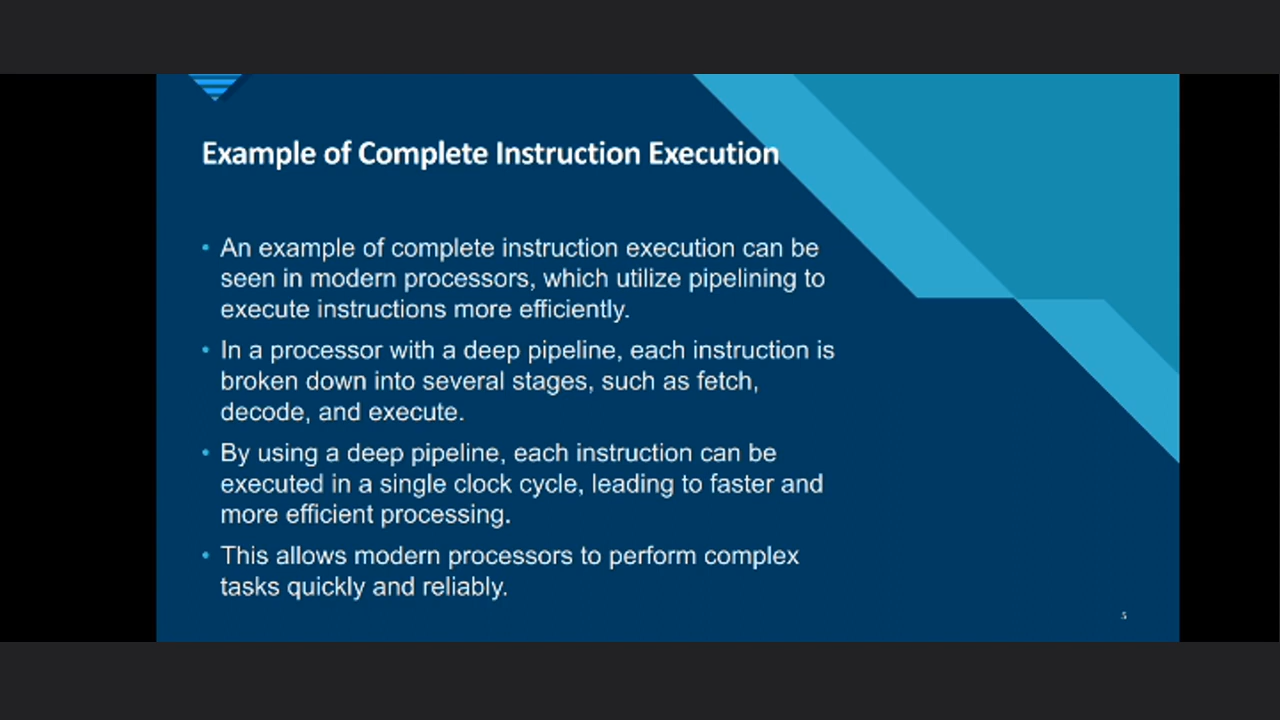 Example of Complete Instruction Execution
• An example of complete instruction execution can be
seen in modern processors, which utilize pipelining to
execute instructions more efficiently.
• In a processor with a deep pipeline, each instruction is
broken down into several stages, such as fetch,
decode, and execute.
• By using a deep pipeline, each instruction can be
executed in a single clock cycle, leading to faster and
more efficient processing.
• This allows modern processors to perform complex
tasks quickly and reliably.
5